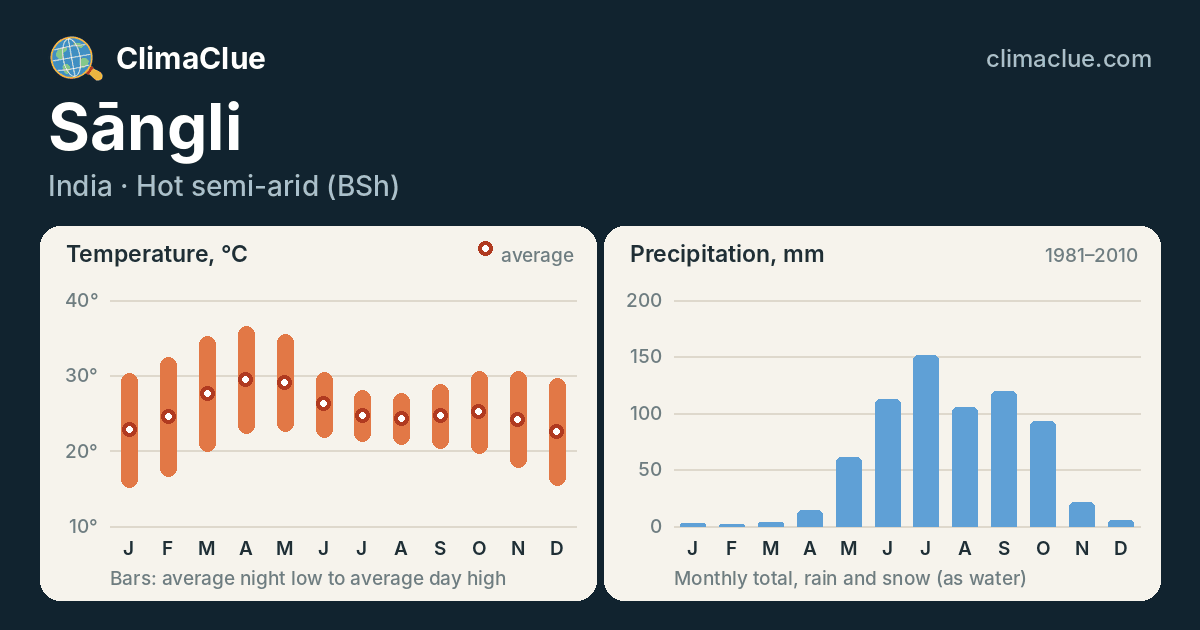 ClimaClue
climaclue.com
Sāngli
India · Hot semi-arid (BSh)
Temperature, °C
average
40°
30°
20°
10°
J F M A M J J A S O N D
Bars: average night low to average day high
Precipitation, mm
1981–2010
200
150
100
50
0
J F M A M J J A S O N D
Monthly total, rain and snow (as water)